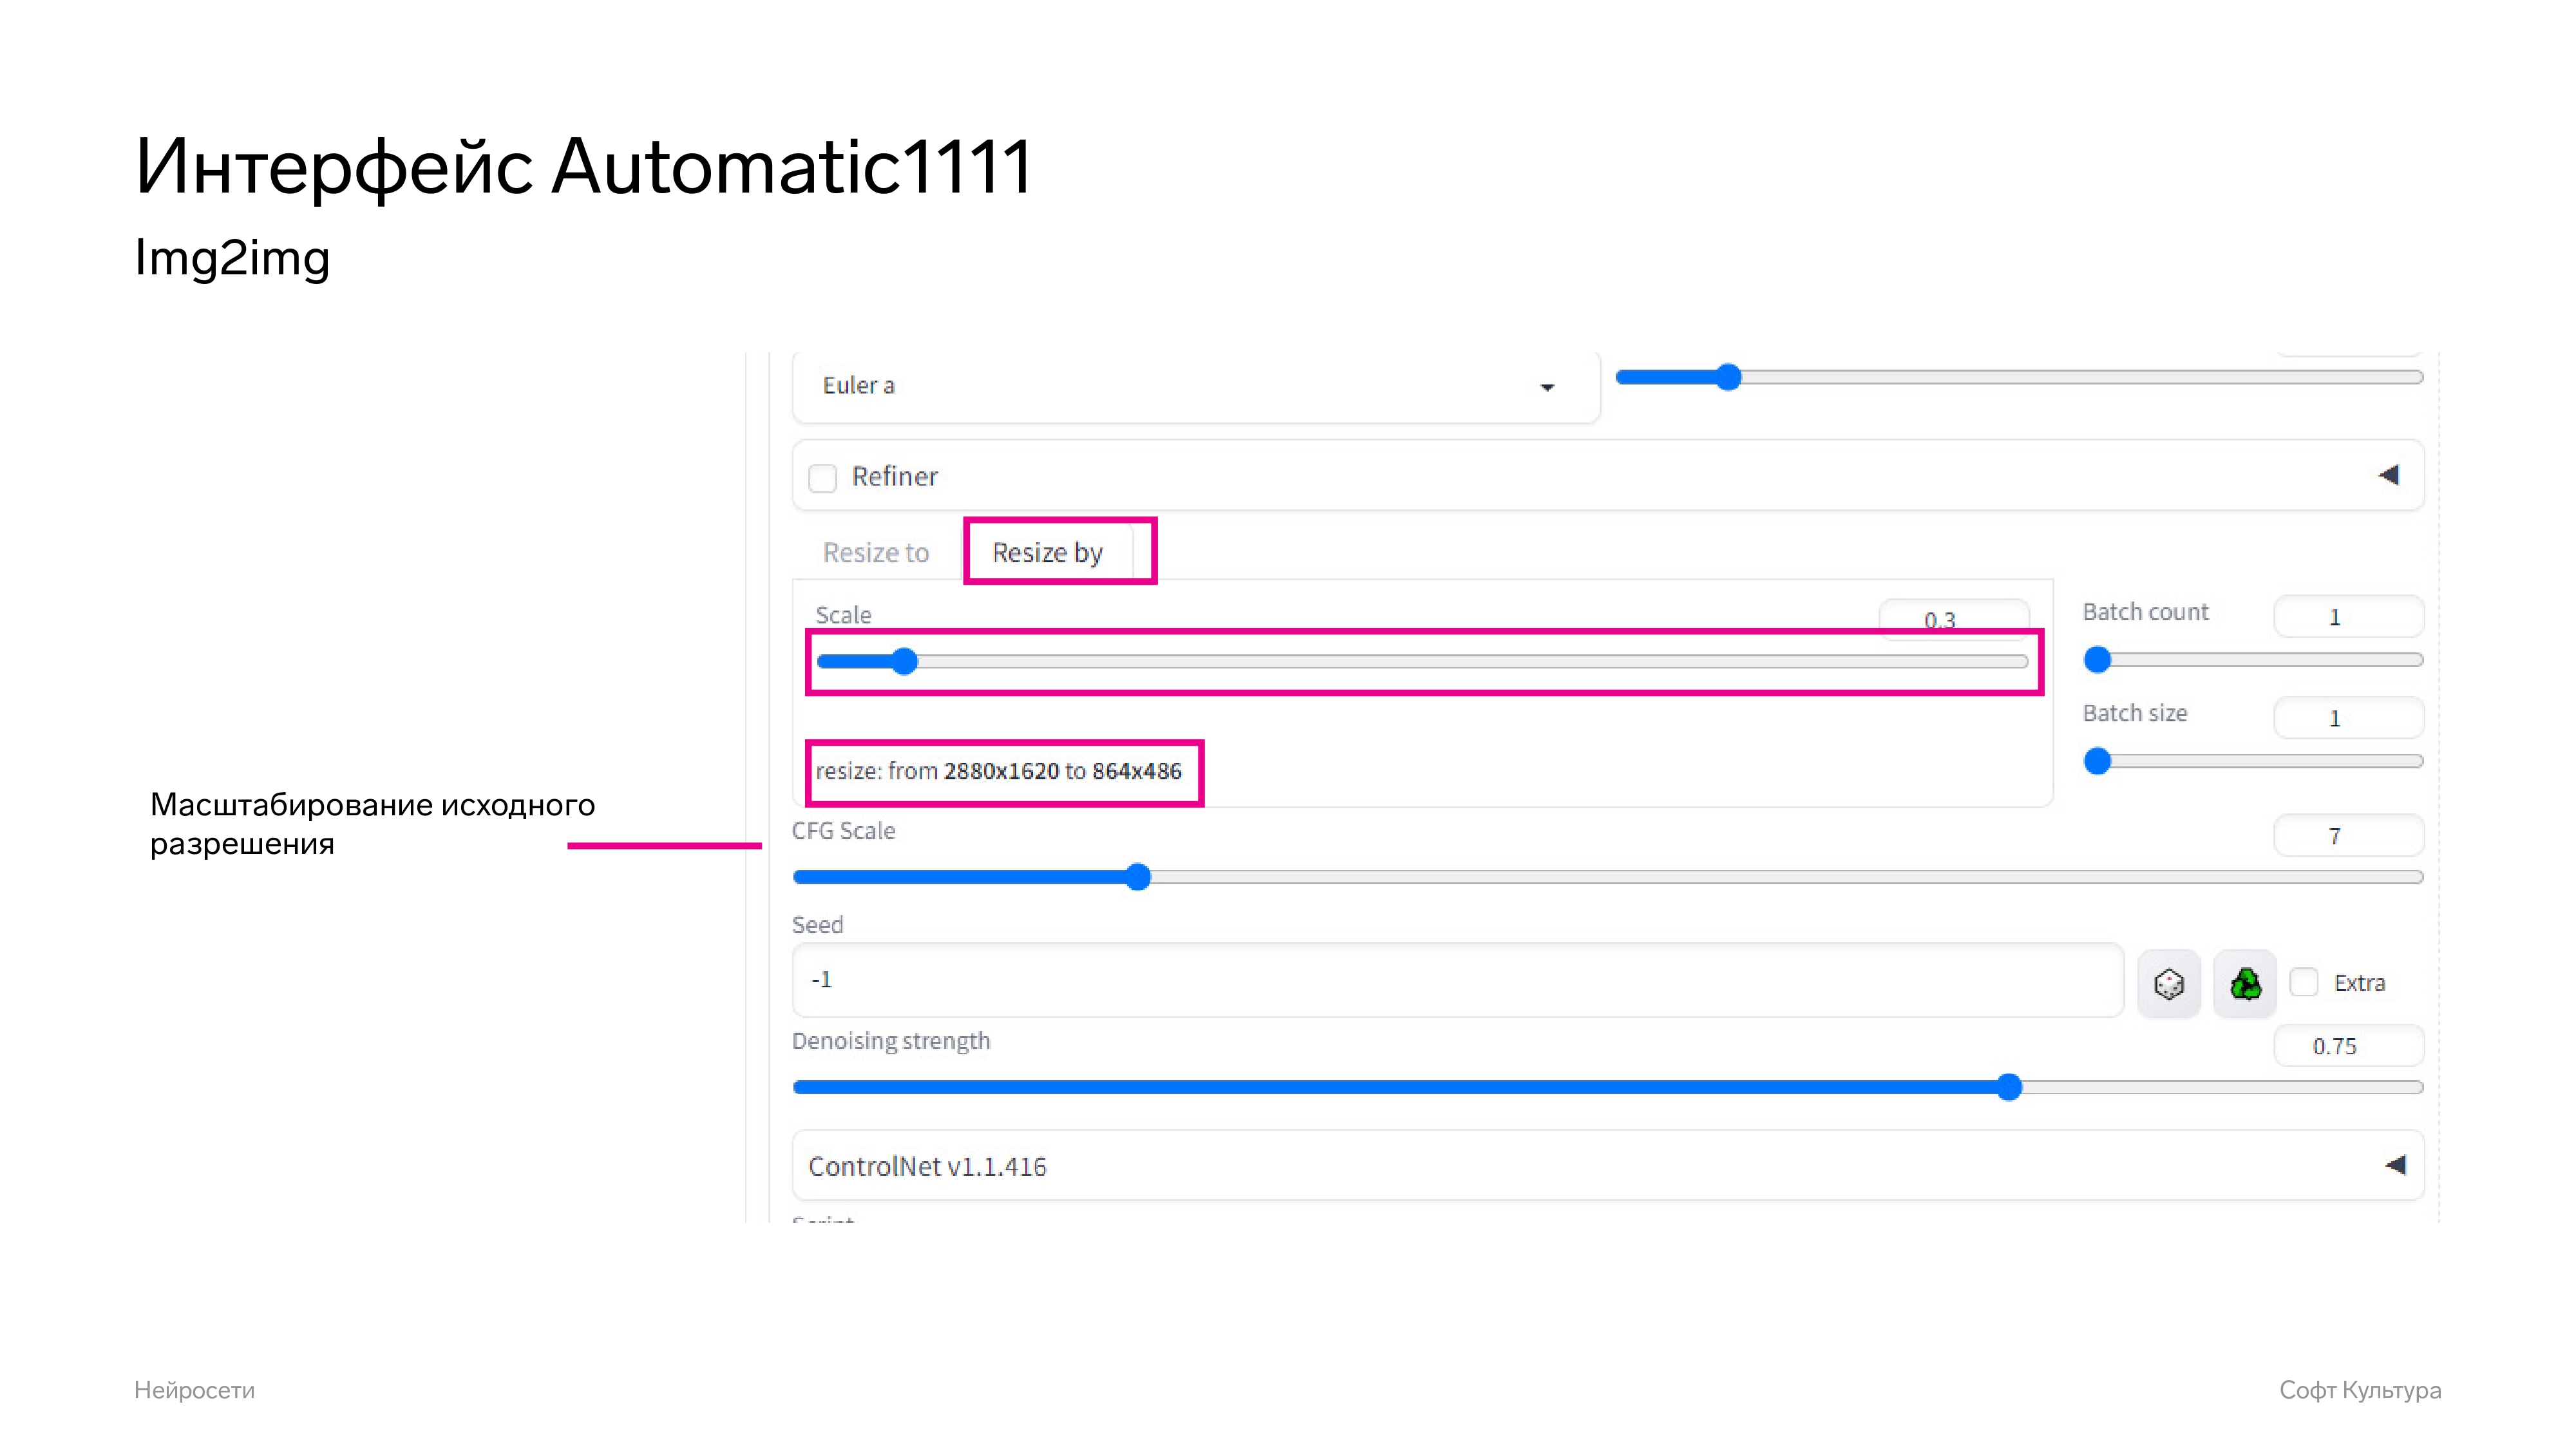 Интерфейс Automatic1111
Img2img
Euler a
Refiner
Resize to Resize by
Scale 0.3
Batch count 1
Batch size 1
resize: from 2880x1620 to 864x486
Масштабирование исходного
разрешения
CFG Scale 7
Seed
-1
Extra
Denoising strength 0.75
ControlNet v1.1.416
Script
Нейросети Софт Культура